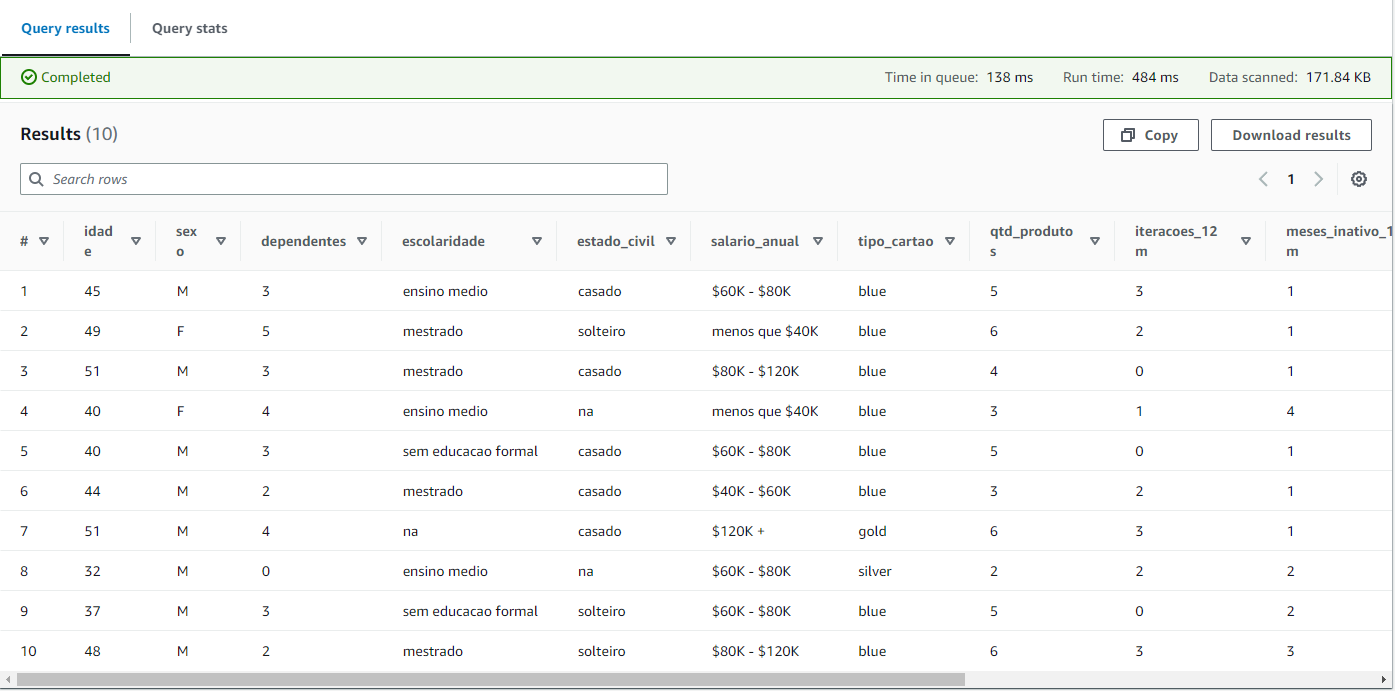 Query results Query stats
Completed Time in queue: 138 ms Run time: 484 ms Data scanned: 171.84 KB
Results (10) Copy Download results
Search rows 1
# idade sexo dependentes escolaridade estado_civil salario_anual tipo_cartao qtd_produtos iteracoes_12m meses_inativo_1m
1 45 M 3 ensino medio casado $60K - $80K blue 5 3 1
2 49 F 5 mestrado solteiro menos que $40K blue 6 2 1
3 51 M 3 mestrado casado $80K - $120K blue 4 0 1
4 40 F 4 ensino medio na menos que $40K blue 3 1 4
5 40 M 3 sem educacao formal casado $60K - $80K blue 5 0 1
6 44 M 2 mestrado casado $40K - $60K blue 3 2 1
7 51 M 4 na casado $120K + gold 6 3 1
8 32 M 0 ensino medio na $60K - $80K silver 2 2 2
9 37 M 3 sem educacao formal solteiro $60K - $80K blue 5 0 2
10 48 M 2 mestrado solteiro $80K - $120K blue 6 3 3